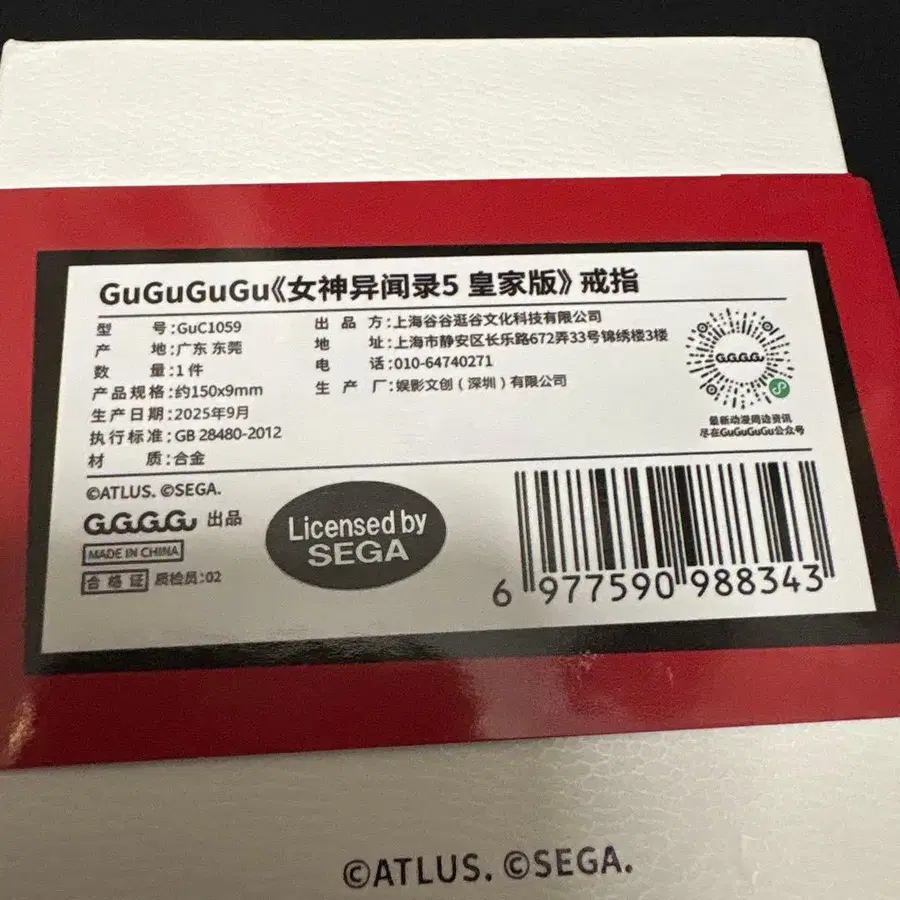 GuGuGuGu《女神异闻录5 皇家版》戒指
型号:GuC1059
产地:广东 东莞
数量:1件
产品规格:约150x9mm
生产日期:2025年9月
执行标准:GB 28480-2012
材质:合金
出品方:上海谷谷逛谷文化科技有限公司
地址:上海市静安区长乐路672弄33号锦绣楼3楼
电话:010-64740271
生产厂:娱影文创(深圳)有限公司
G.G.G.G.
最新动漫周边资讯
尽在GuGuGuGu公众号
©ATLUS. ©SEGA.
G.G.G.G. 出品
MADE IN CHINA
合格证 质检员:02
Licensed by
SEGA
6 977590 988343
©ATLUS. ©SEGA.